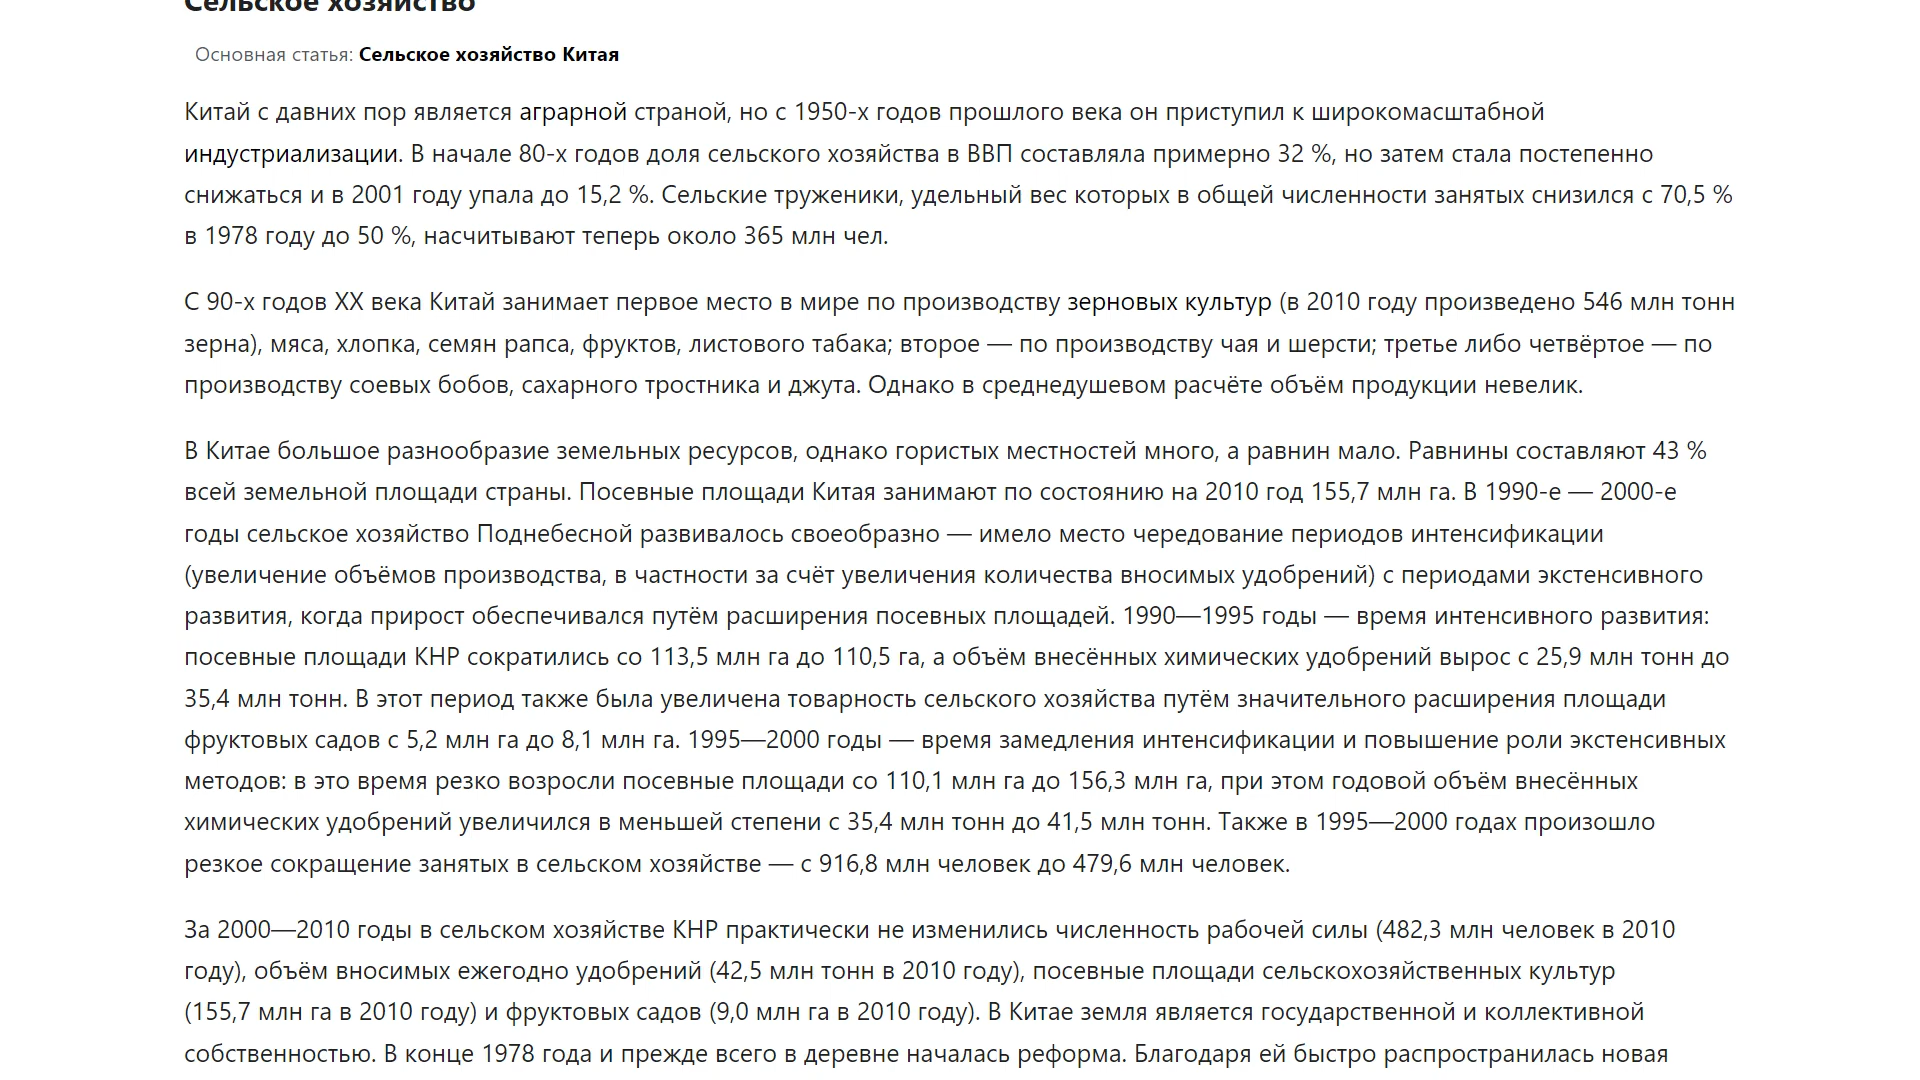 Сельское хозяйство
Основная статья: Сельское хозяйство Китая
Китай с давних пор является аграрной страной, но с 1950-х годов прошлого века он приступил к широкомасштабной
индустриализации. В начале 80-х годов доля сельского хозяйства в ВВП составляла примерно 32 %, но затем стала постепенно
снижаться и в 2001 году упала до 15,2 %. Сельские труженики, удельный вес которых в общей численности занятых снизился с 70,5 %
в 1978 году до 50 %, насчитывают теперь около 365 млн чел.
С 90-х годов XX века Китай занимает первое место в мире по производству зерновых культур (в 2010 году произведено 546 млн тонн
зерна), мяса, хлопка, семян рапса, фруктов, листового табака; второе — по производству чая и шерсти; третье либо четвёртое — по
производству соевых бобов, сахарного тростника и джута. Однако в среднедушевом расчёте объём продукции невелик.
В Китае большое разнообразие земельных ресурсов, однако гористых местностей много, а равнин мало. Равнины составляют 43 %
всей земельной площади страны. Посевные площади Китая занимают по состоянию на 2010 год 155,7 млн га. В 1990-е — 2000-е
годы сельское хозяйство Поднебесной развивалось своеобразно — имело место чередование периодов интенсификации
(увеличение объёмов производства, в частности за счёт увеличения количества вносимых удобрений) с периодами экстенсивного
развития, когда прирост обеспечивался путём расширения посевных площадей. 1990—1995 годы — время интенсивного развития:
посевные площади КНР сократились со 113,5 млн га до 110,5 га, а объём внесённых химических удобрений вырос с 25,9 млн тонн до
35,4 млн тонн. В этот период также была увеличена товарность сельского хозяйства путём значительного расширения площади
фруктовых садов с 5,2 млн га до 8,1 млн га. 1995—2000 годы — время замедления интенсификации и повышение роли экстенсивных
методов: в это время резко возросли посевные площади со 110,1 млн га до 156,3 млн га, при этом годовой объём внесённых
химических удобрений увеличился в меньшей степени с 35,4 млн тонн до 41,5 млн тонн. Также в 1995—2000 годах произошло
резкое сокращение занятых в сельском хозяйстве — с 916,8 млн человек до 479,6 млн человек.
За 2000—2010 годы в сельском хозяйстве КНР практически не изменились численность рабочей силы (482,3 млн человек в 2010
году), объём вносимых ежегодно удобрений (42,5 млн тонн в 2010 году), посевные площади сельскохозяйственных культур
(155,7 млн га в 2010 году) и фруктовых садов (9,0 млн га в 2010 году). В Китае земля является государственной и коллективной
собственностью. В конце 1978 года и прежде всего в деревне началась реформа. Благодаря ей быстро распространилась новая